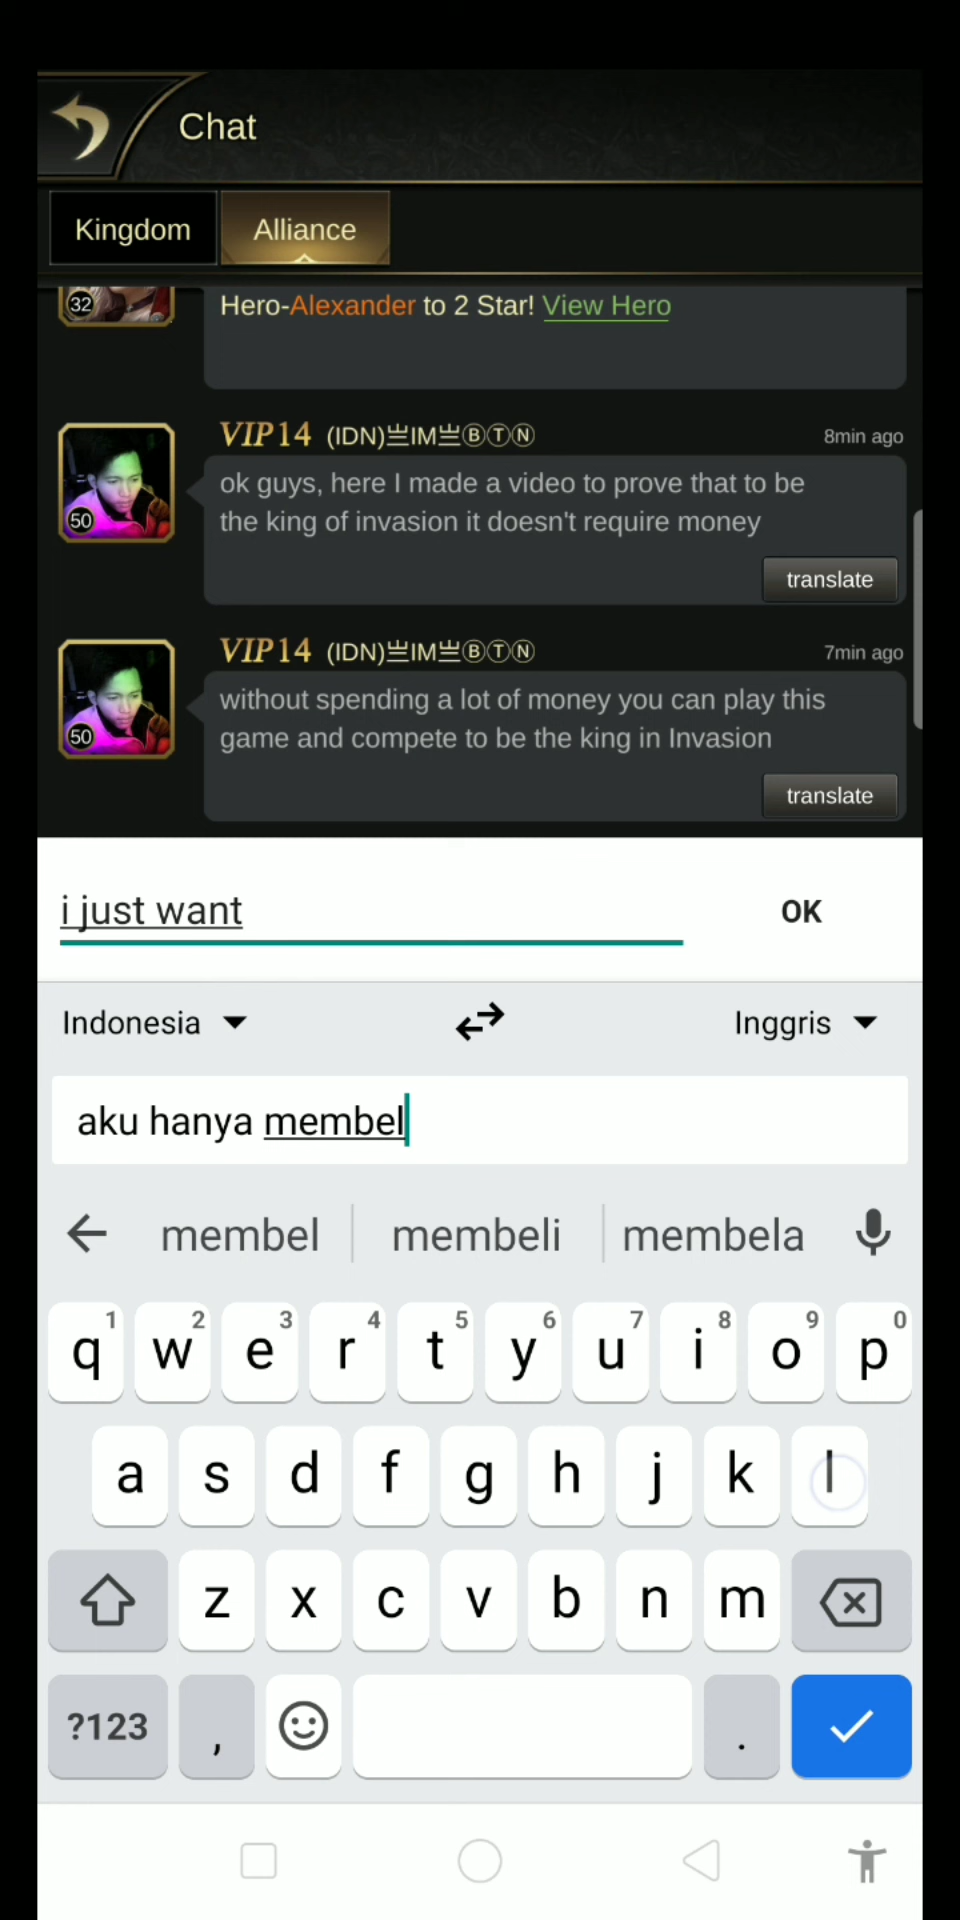 Chat
Kingdom
Alliance
32
Hero-Alexander to 2 Star! View Hero
VIP14 (IDN)亗IM亗ⒷⓉⓃ
8min ago
50
ok guys, here I made a video to prove that to be
the king of invasion it doesn't require money
translate
VIP14 (IDN)亗IM亗ⒷⓉⓃ
7min ago
50
without spending a lot of money you can play this
game and compete to be the king in Invasion
translate
i just want
OK
Indonesia
Inggris
aku hanya membel
membel
membeli
membela
1 2 3 4 5 6 7 8 9 0
q w e r t y u i o p
a s d f g h j k l
z x c v b n m
?123 , .